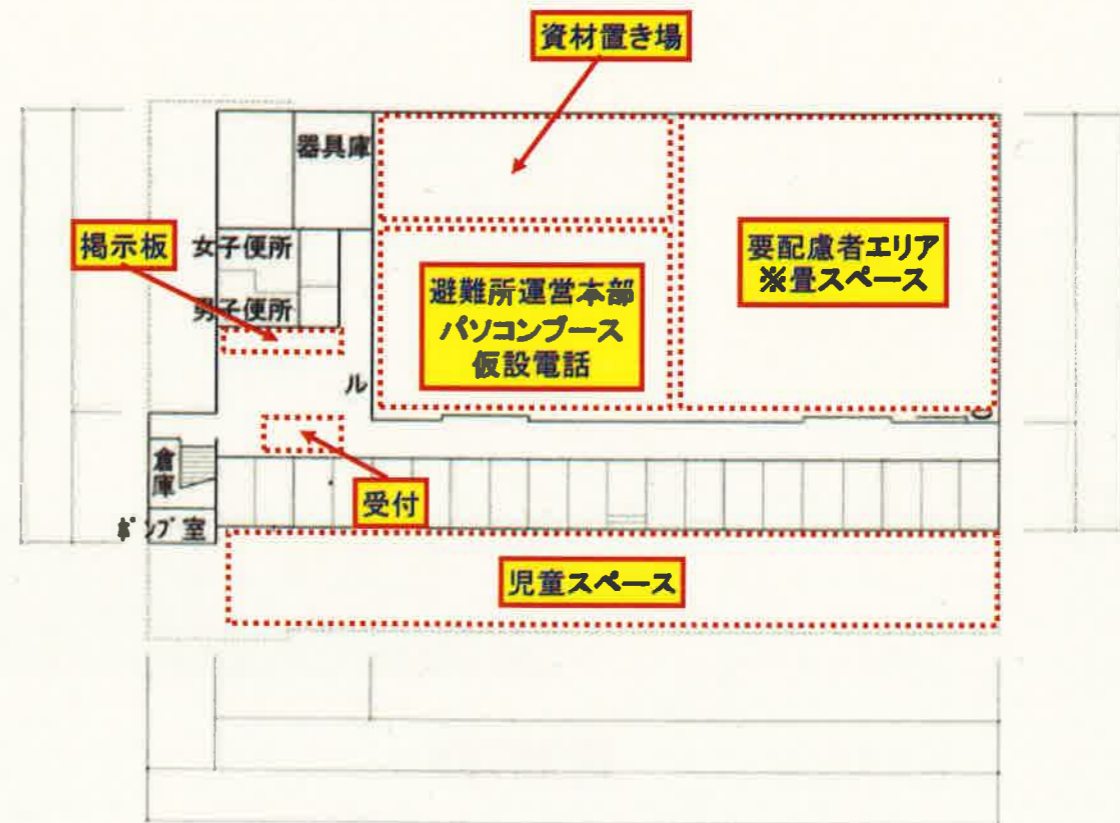 資材置き場
器具庫
掲示板
女子便所
要配慮者エリア
※畳スペース
避難所運営本部
パソコンブース
仮設電話
男子便所
ル
倉庫
受付
ポンプ室
児童スペース